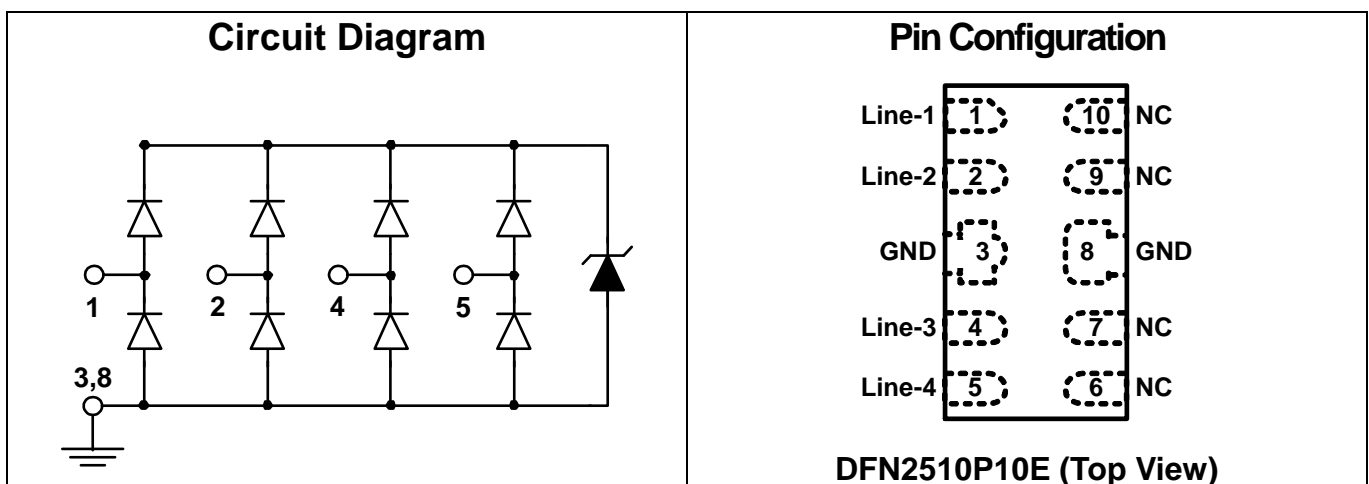 Circuit Diagram
1
2
4
5
3,8
Pin Configuration
Line-1 1 10 NC
Line-2 2 9 NC
GND 3 8 GND
Line-3 4 7 NC
Line-4 5 6 NC
DFN2510P10E (Top View)